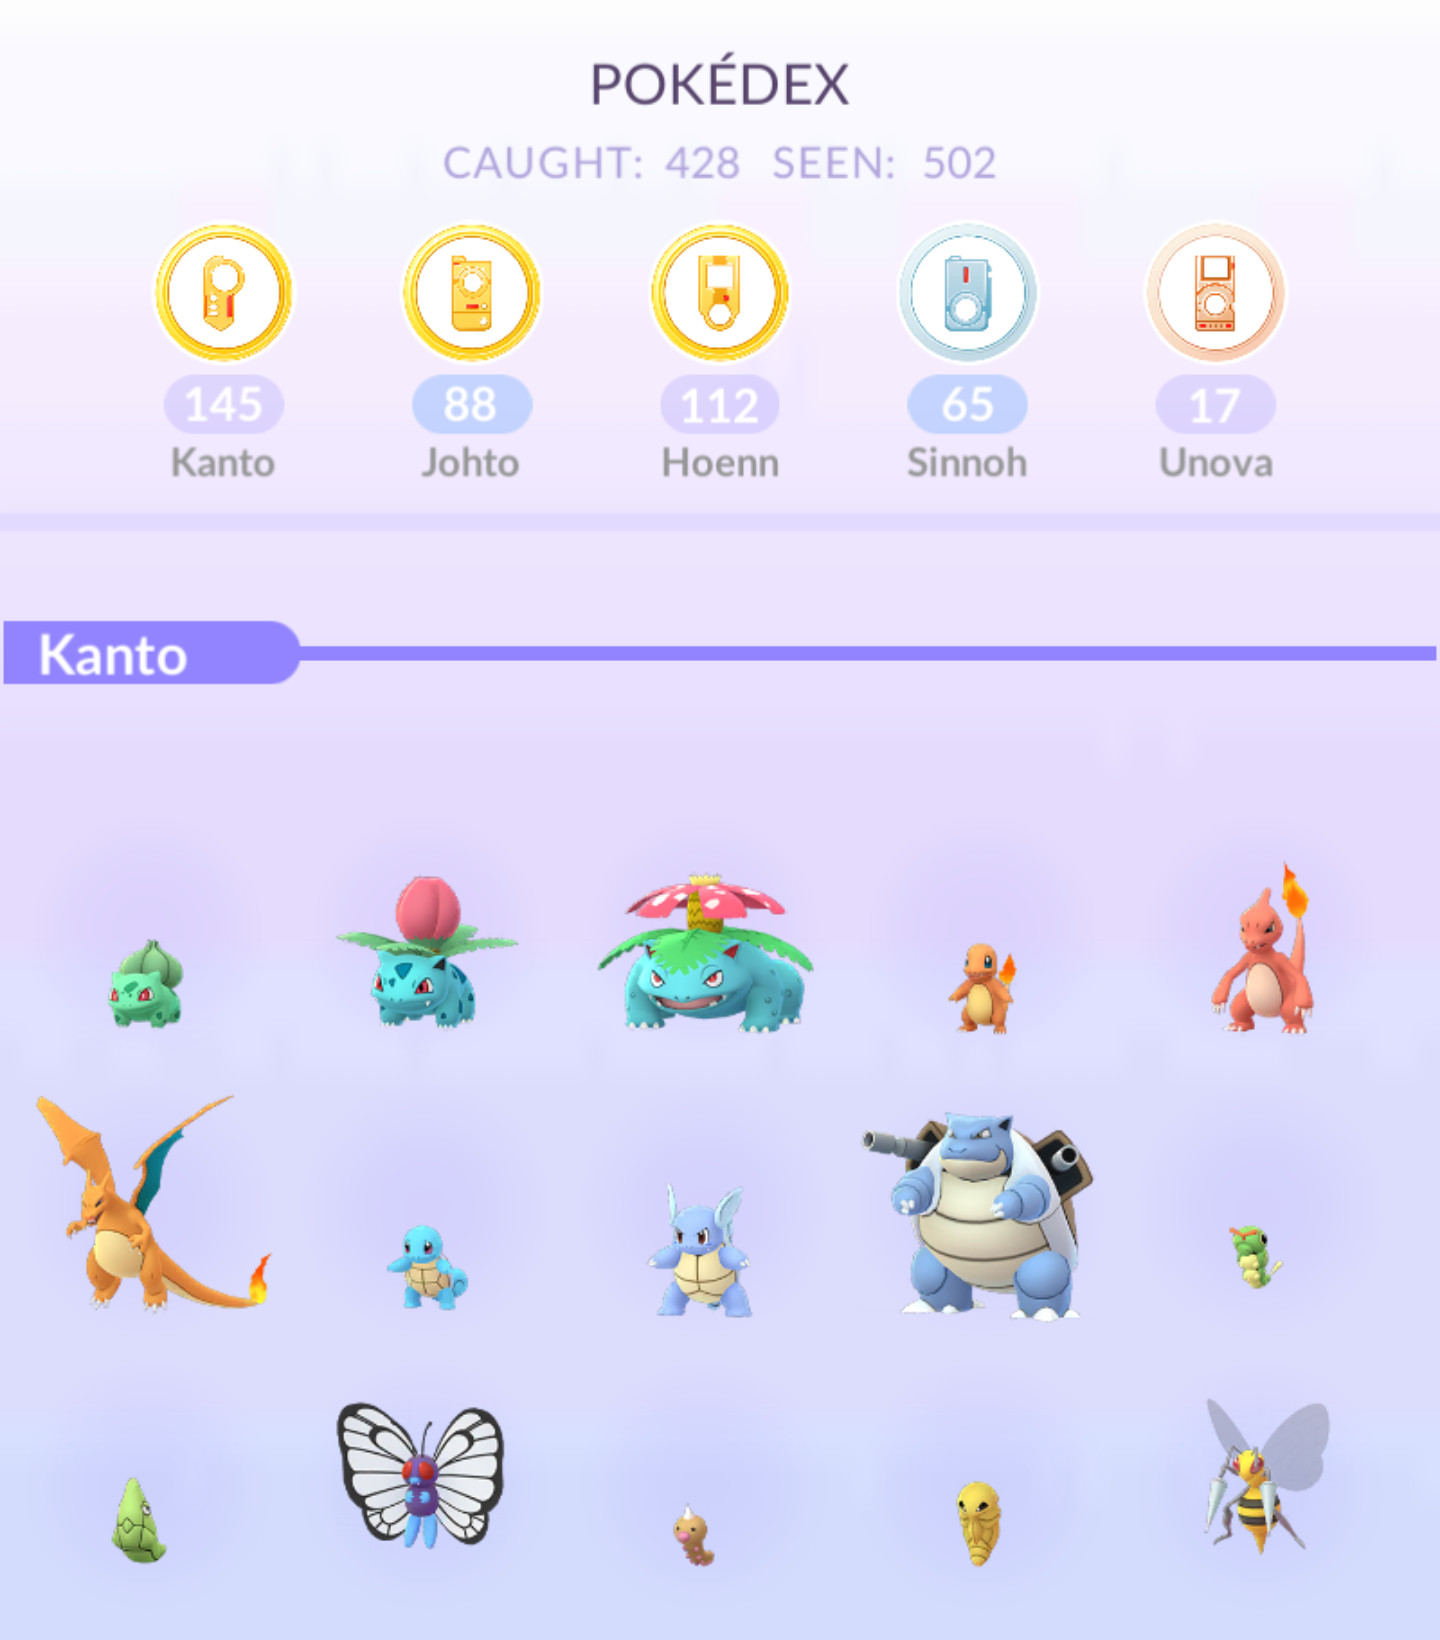 POKÉDEX
CAUGHT: 428 SEEN: 502
145 88 112 65 17
Kanto Johto Hoenn Sinnoh Unova
Kanto